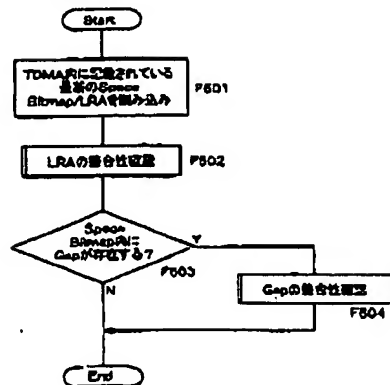 Start
TDMA内に記録されている
最新のSpace
Bitmap/LRAを読み込み
F501
LRAの整合性確認
F502
Space
Bitmap内に
Gapが存在する?
Y
F503
N
Gapの整合性確認
F504
End